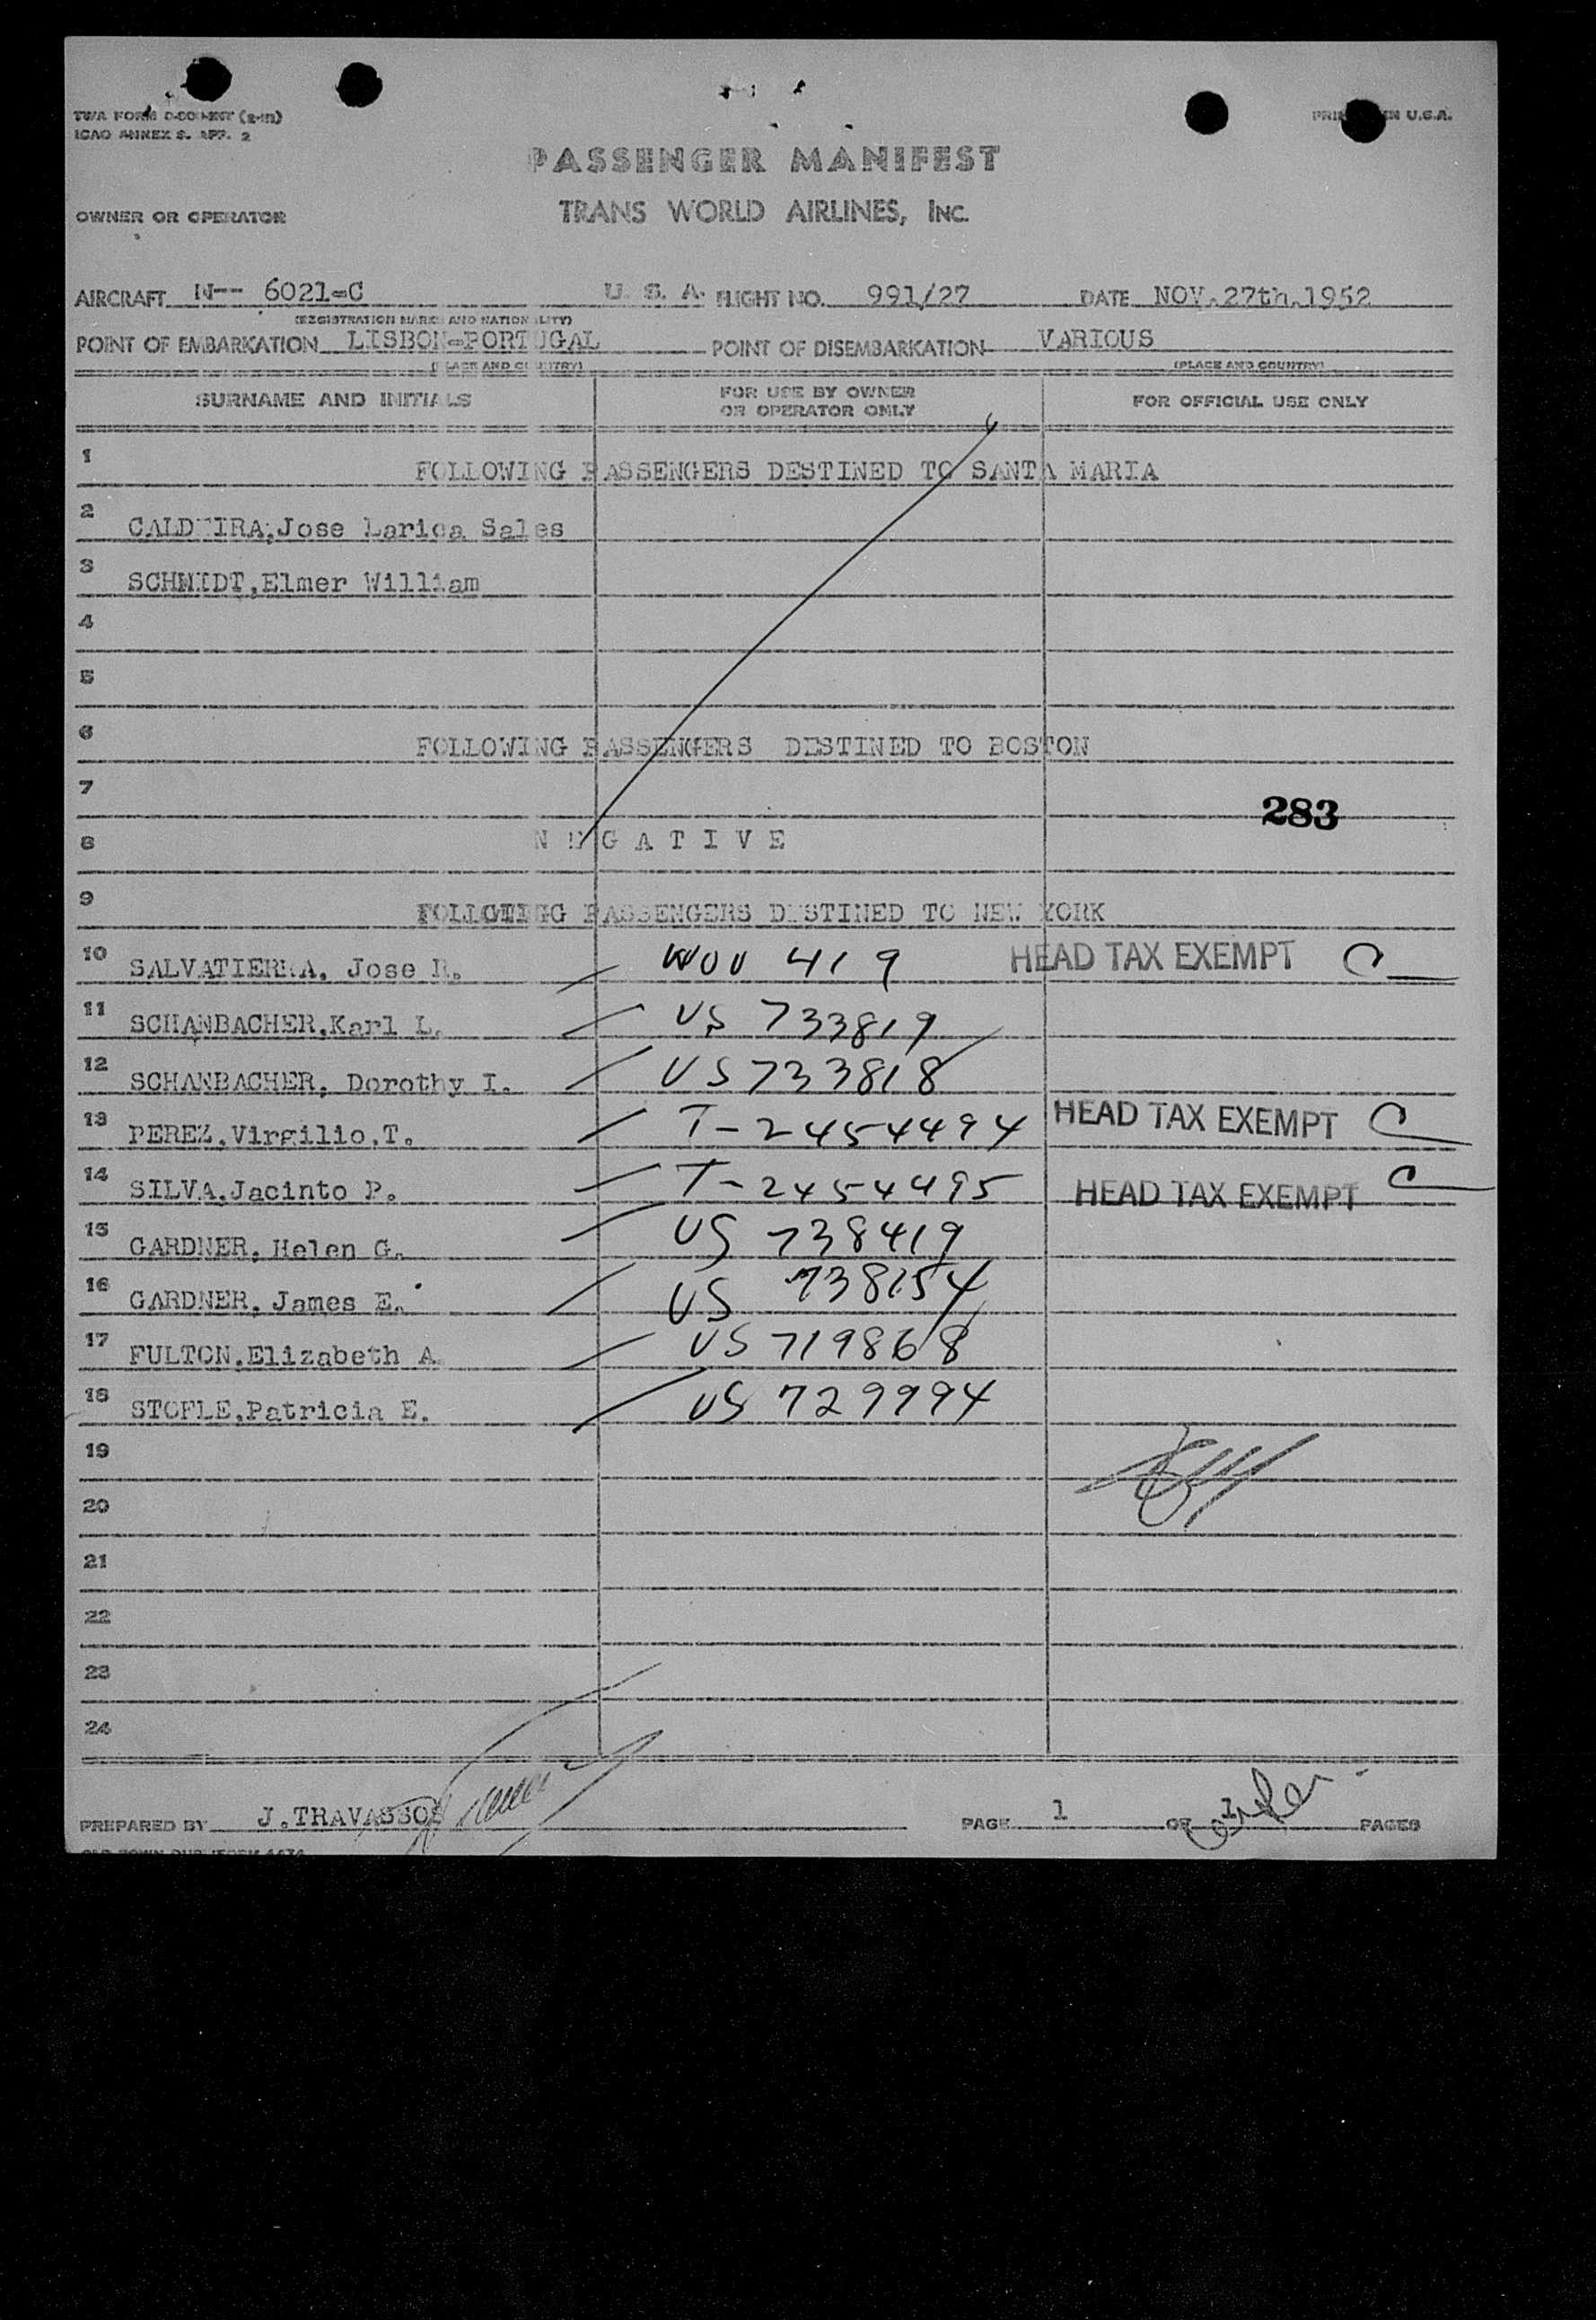 TWA FORM
ICAO ANNEX 9. APP. 2
PRINTED IN U.S.A.
PASSENGER MANIFEST
OWNER OR OPERATOR TRANS WORLD AIRLINES, INC.
AIRCRAFT N-- 6021-C U. S. A. FLIGHT NO. 991/27 DATE NOV.27th.1952
(REGISTRATION MARKS AND NATIONALITY)
POINT OF EMBARKATION LISBON-PORTUGAL POINT OF DISEMBARKATION VARIOUS
(PLACE AND COUNTRY) (PLACE AND COUNTRY)
SURNAME AND INITIALS FOR USE BY OWNER OR OPERATOR ONLY FOR OFFICIAL USE ONLY
1 FOLLOWING PASSENGERS DESTINED TO SANTA MARIA
2 CALDEIRA,Jose Larica Sales
3 SCHMIDT,Elmer William
4
5
6 FOLLOWING PASSENGERS DESTINED TO BOSTON
7
283
8 N E G A T I V E
9 FOLLOWING PASSENGERS DESTINED TO NEW YORK
10 SALVATIERRA, Jose R. 419 HEAD TAX EXEMPT C
11 SCHANBACHER,Karl L. US 733819
12 SCHANBACHER, Dorothy I. US 733818
13 PEREZ,Virgilio,T. T-2454494 HEAD TAX EXEMPT C
14 SILVA,Jacinto P. T-2454495 HEAD TAX EXEMPT C
15 GARDNER, Helen G. US 738419
16 GARDNER, James E. US 738154
17 FULTON,Elizabeth A. US 719868
18 STOFLE,Patricia E. US 729994
19
20
21
22
23
24
PREPARED BY J.TRAVASSOS PAGE 1 OF 1 PAGES